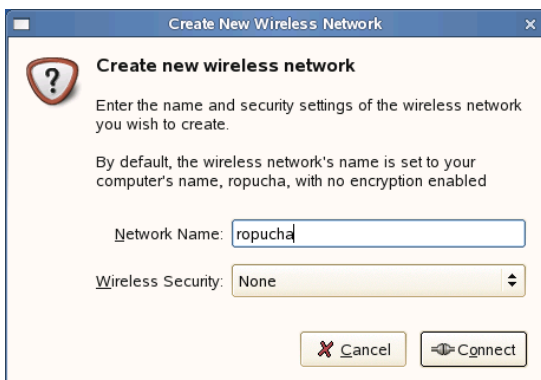 Create New Wireless Network
Create new wireless network
Enter the name and security settings of the wireless network
you wish to create.
By default, the wireless network's name is set to your
computer's name, ropucha, with no encryption enabled
Network Name: ropucha
Wireless Security: None
Cancel Connect